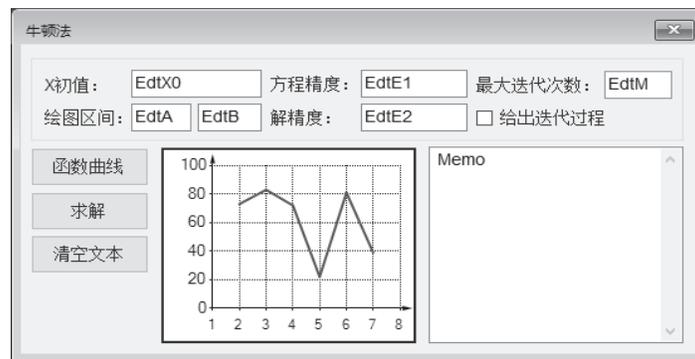 牛顿法
X初值： EdtX0 方程精度： EdtE1 最大迭代次数： EdtM
绘图区间： EdtA EdtB 解精度： EdtE2 给出迭代过程
函数曲线
求解
清空文本
100
80
60
40
20
0
1 2 3 4 5 6 7 8
Memo